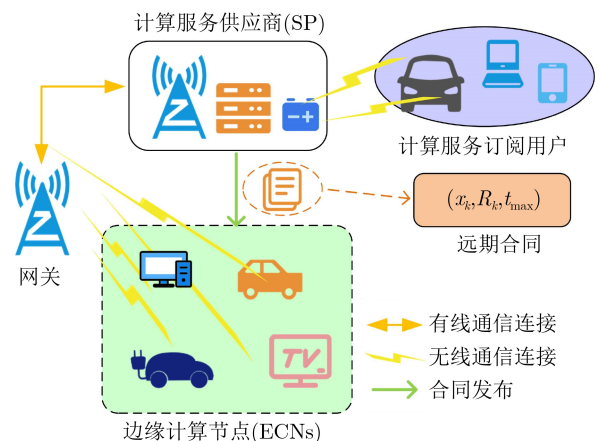 计算服务供应商(SP)
计算服务订阅用户
(x_k,R_k,t_max)
远期合同
网关
TV
有线通信连接
无线通信连接
合同发布
边缘计算节点(ECNs)